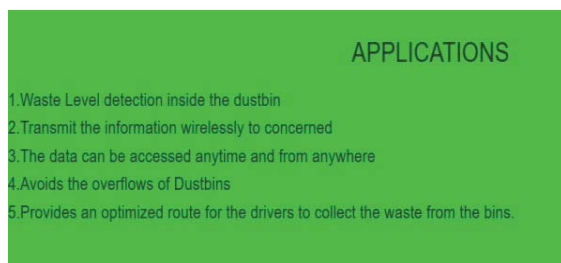 APPLICATIONS
1.Waste Level detection inside the dustbin
2.Transmit the information wirelessly to concerned
3.The data can be accessed anytime and from anywhere
4.Avoids the overflows of Dustbins
5.Provides an optimized route for the drivers to collect the waste from the bins.